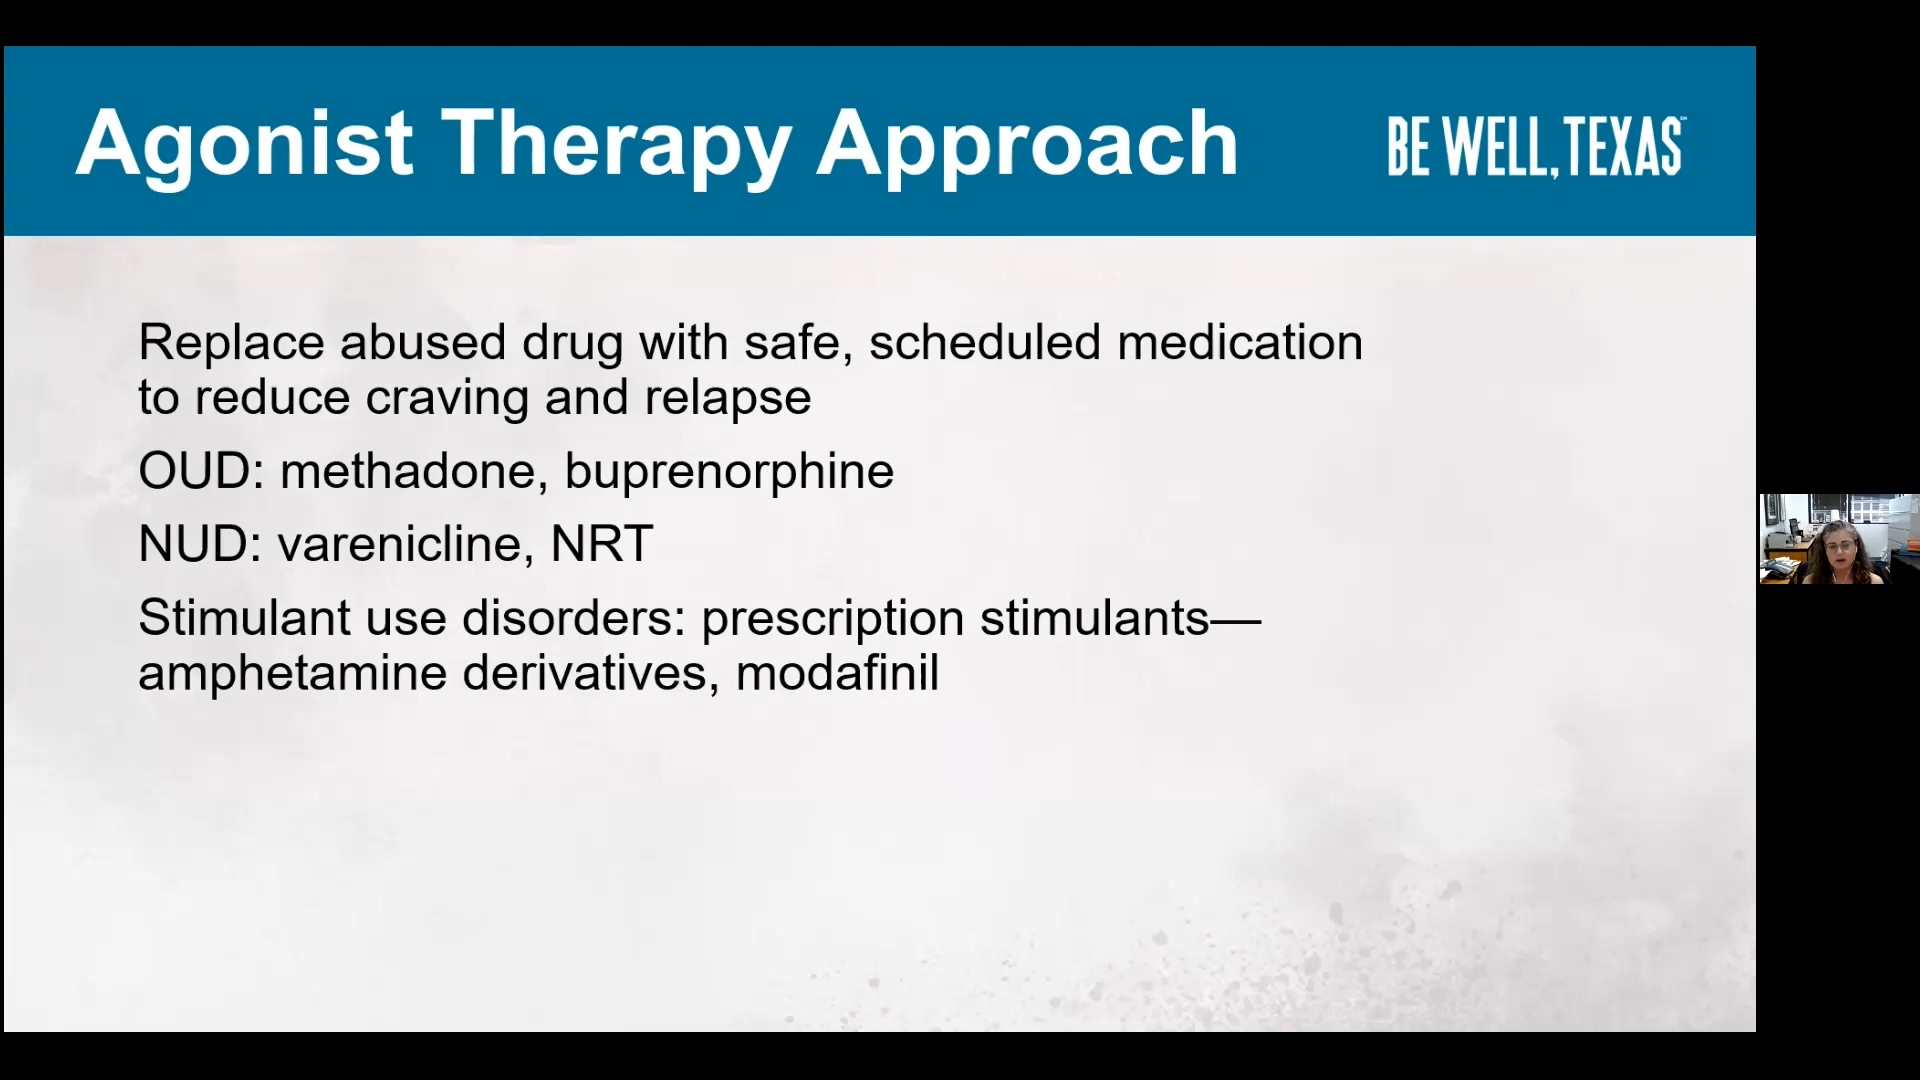 Agonist Therapy Approach
BE WELL, TEXAS
Replace abused drug with safe, scheduled medication
to reduce craving and relapse
OUD: methadone, buprenorphine
NUD: varenicline, NRT
Stimulant use disorders: prescription stimulants—
amphetamine derivatives, modafinil